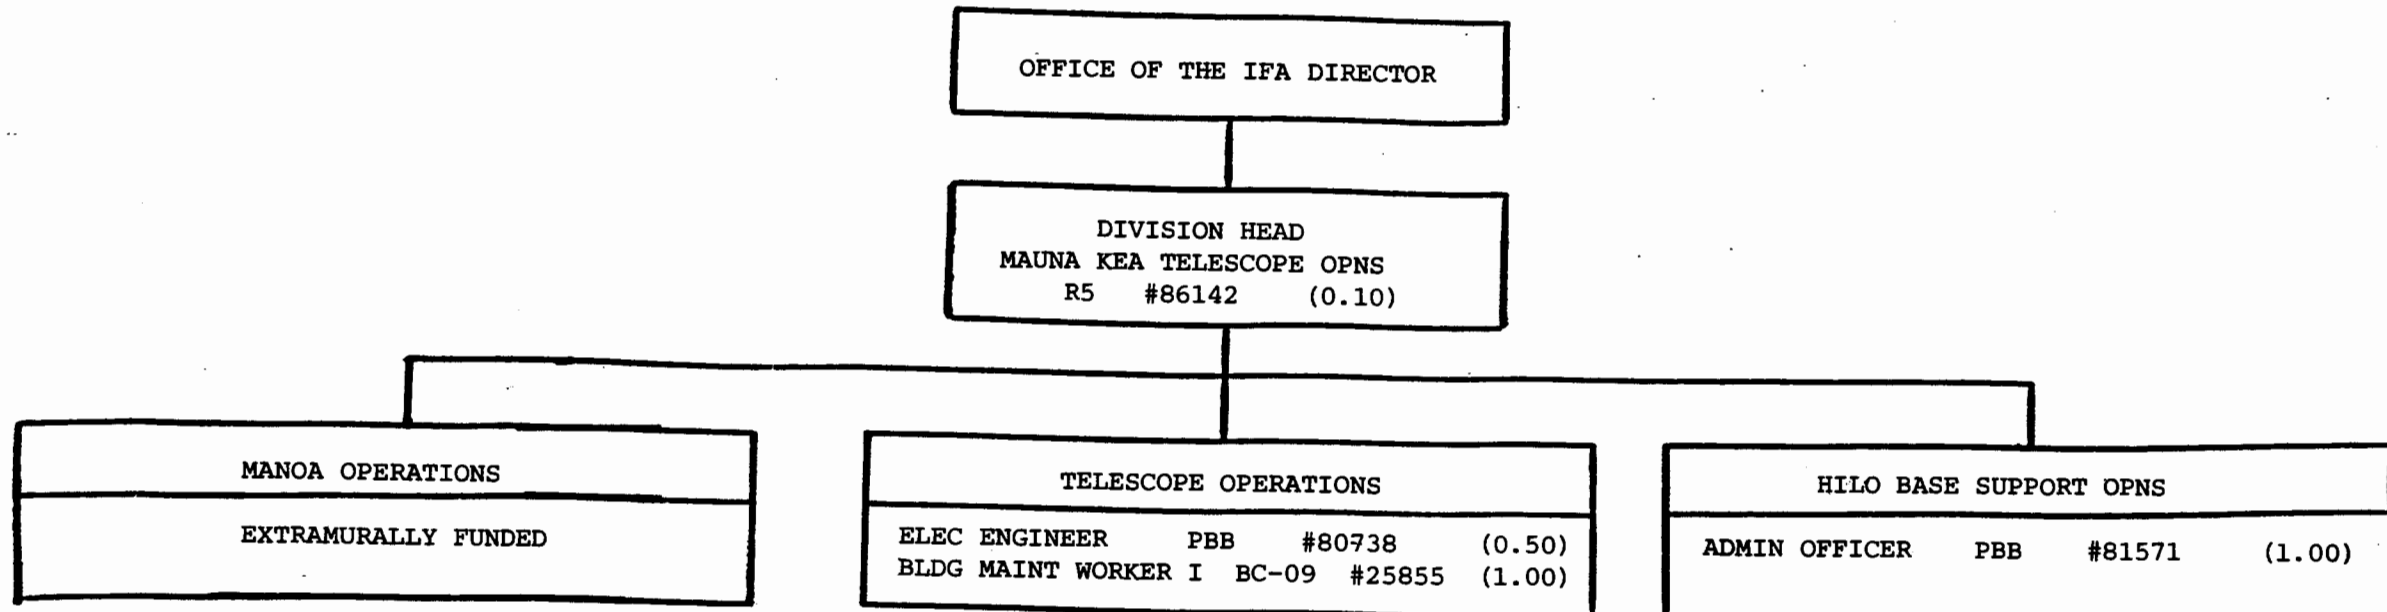 OFFICE OF THE IFA DIRECTOR
DIVISION HEAD
MAUNA KEA TELESCOPE OPNS
R5 #86142 (0.10)
MANOA OPERATIONS
EXTRAMURALLY FUNDED
TELESCOPE OPERATIONS
ELEC ENGINEER PBB #80738 (0.50)
BLDG MAINT WORKER I BC-09 #25855 (1.00)
HILO BASE SUPPORT OPNS
ADMIN OFFICER PBB #81571 (1.00)